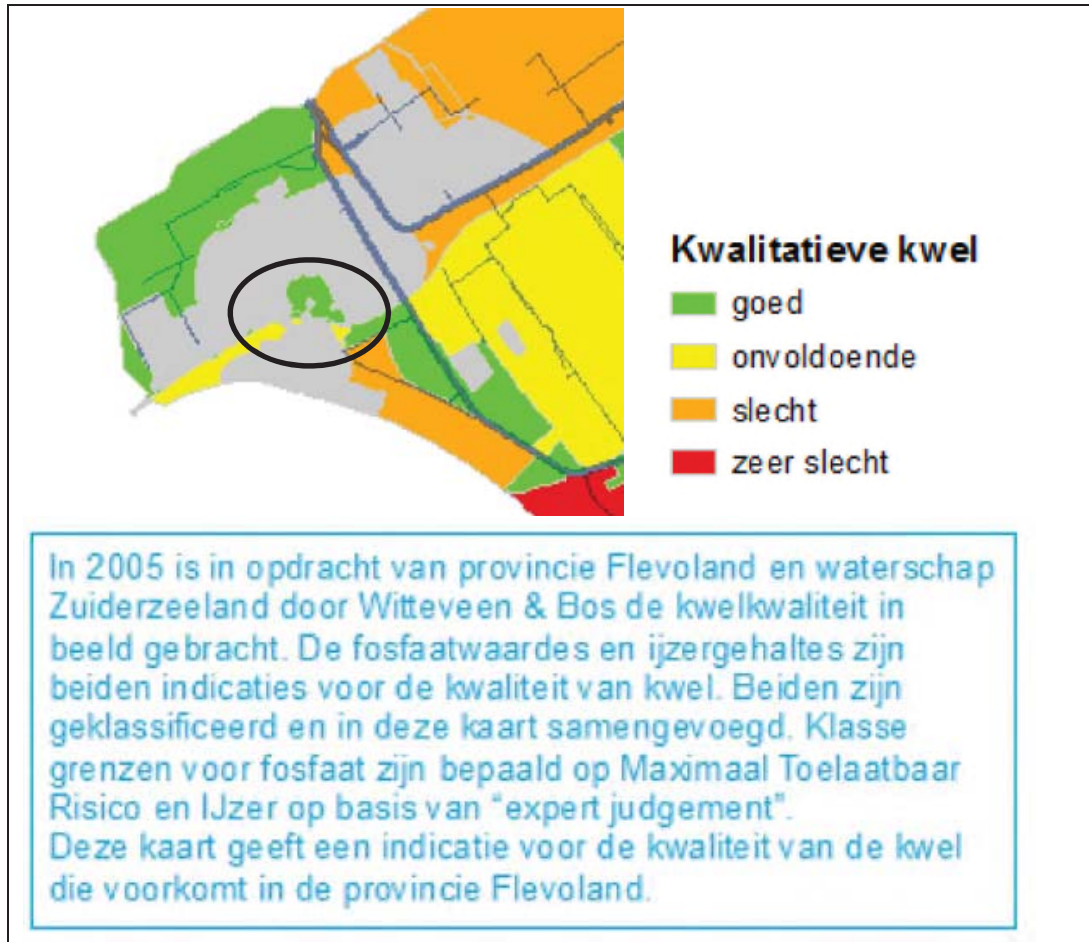 Kwalitatieve kwel
goed
onvoldoende
slecht
zeer slecht
In 2005 is in opdracht van provincie Flevoland en waterschap
Zuiderzeeland door Witteveen & Bos de kwelkwaliteit in
beeld gebracht. De fosfaatwaardes en ijzergehaltes zijn
beiden indicaties voor de kwaliteit van kwel. Beiden zijn
geklassificeerd en in deze kaart samengevoegd. Klasse
grenzen voor fosfaat zijn bepaald op Maximaal Toelaatbaar
Risico en IJzer op basis van “expert judgement”.
Deze kaart geeft een indicatie voor de kwaliteit van de kwel
die voorkomt in de provincie Flevoland.